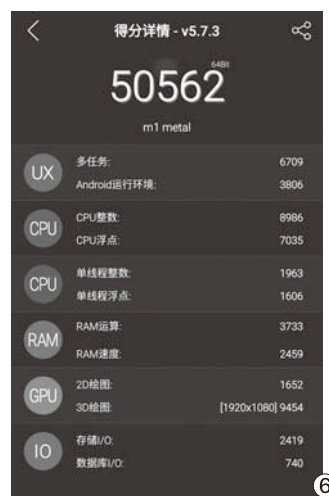 得分详情 - v5.7.3
64Bit
50562
m1 metal
UX
多任务: 6709
Android运行环境: 3806
CPU
CPU整数: 8986
CPU浮点: 7035
CPU
单线程整数: 1963
单线程浮点: 1606
RAM
RAM运算: 3733
RAM速度: 2459
GPU
2D绘图: 1652
3D绘图: [1920x1080] 9454
IO
存储I/O: 2419
数据库I/O: 740
6